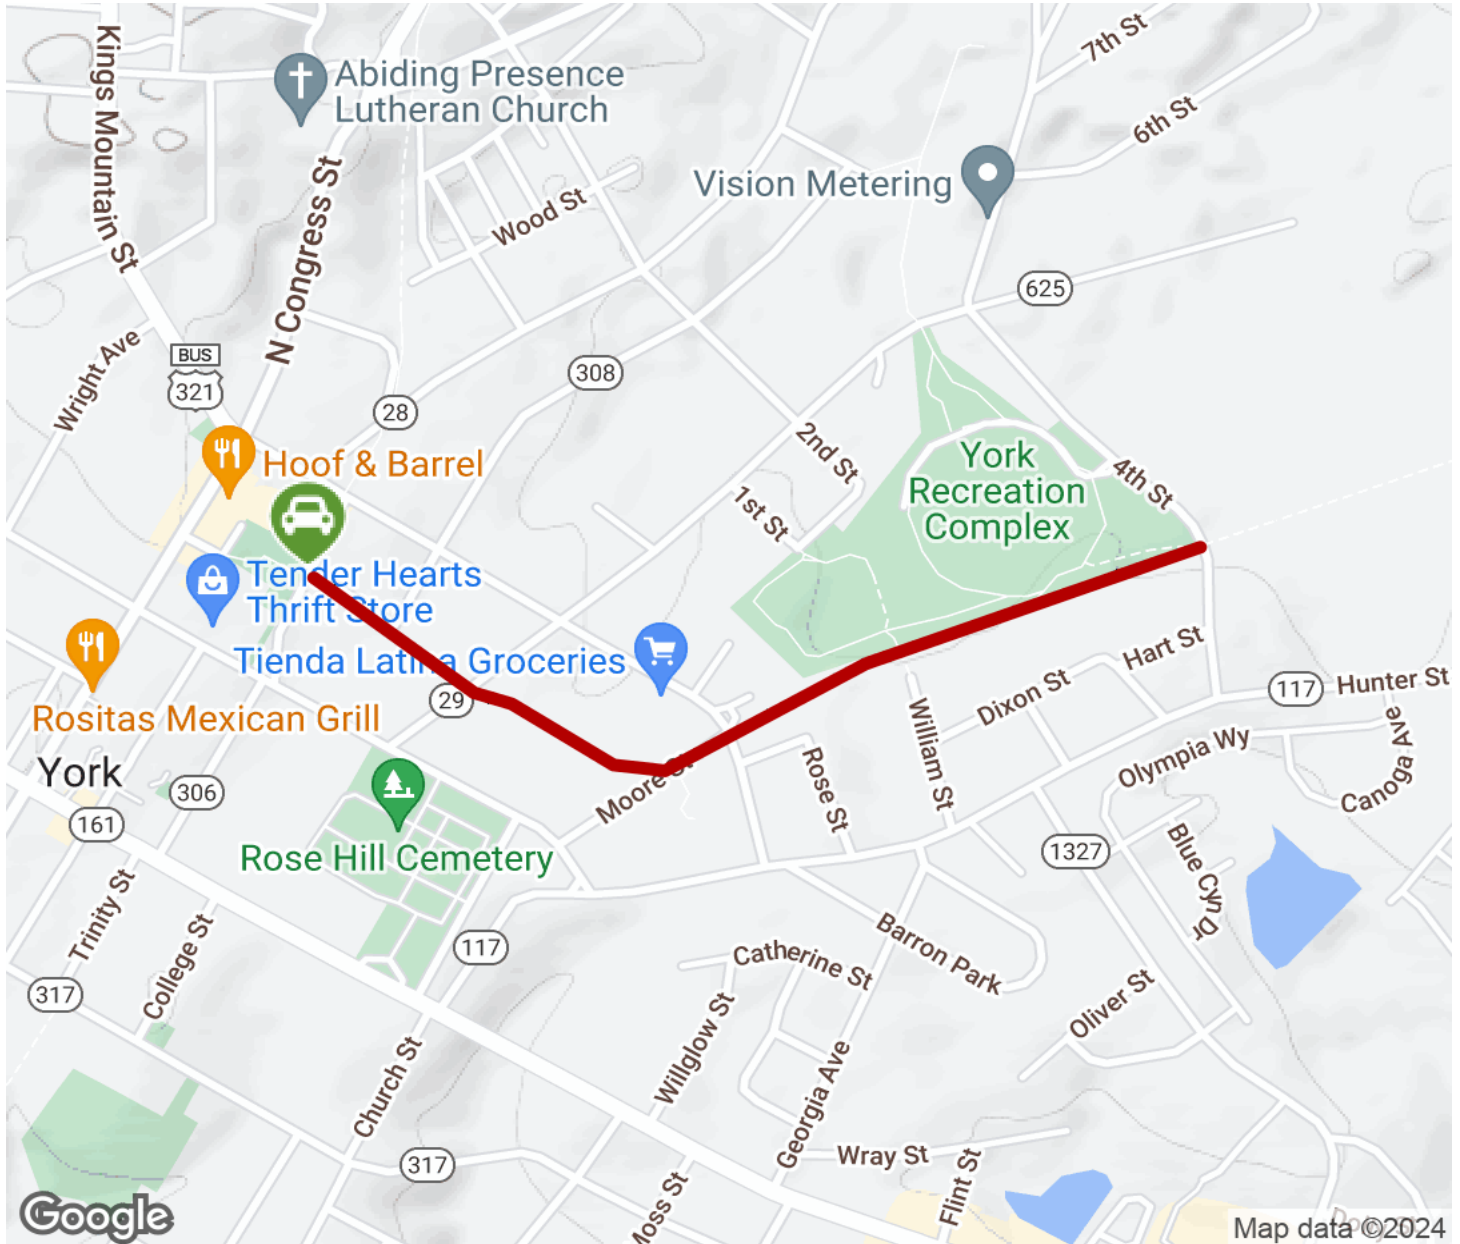 Kings Mountain St
Abiding Presence
Lutheran Church
7th St
6th St
Vision Metering
Wood St
N Congress St
625
Wright Ave
BUS
321
308
28
Hoof & Barrel
2nd St
1st St
York
Recreation
Complex
4th St
Tender Hearts
Thrift Store
Tienda Latina Groceries
29
Hart St
Dixon St
117
Hunter St
Rositas Mexican Grill
William St
Olympia Wy
Canoga Ave
York
306
Moore St
Rose St
161
Rose Hill Cemetery
1327
Blue Cyn Dr
Trinity St
College St
117
Barron Park
Catherine St
317
Willglow St
Oliver St
Church St
Georgia Ave
317
Wray St
Flint St
Moss St
Google
Map data ©2024